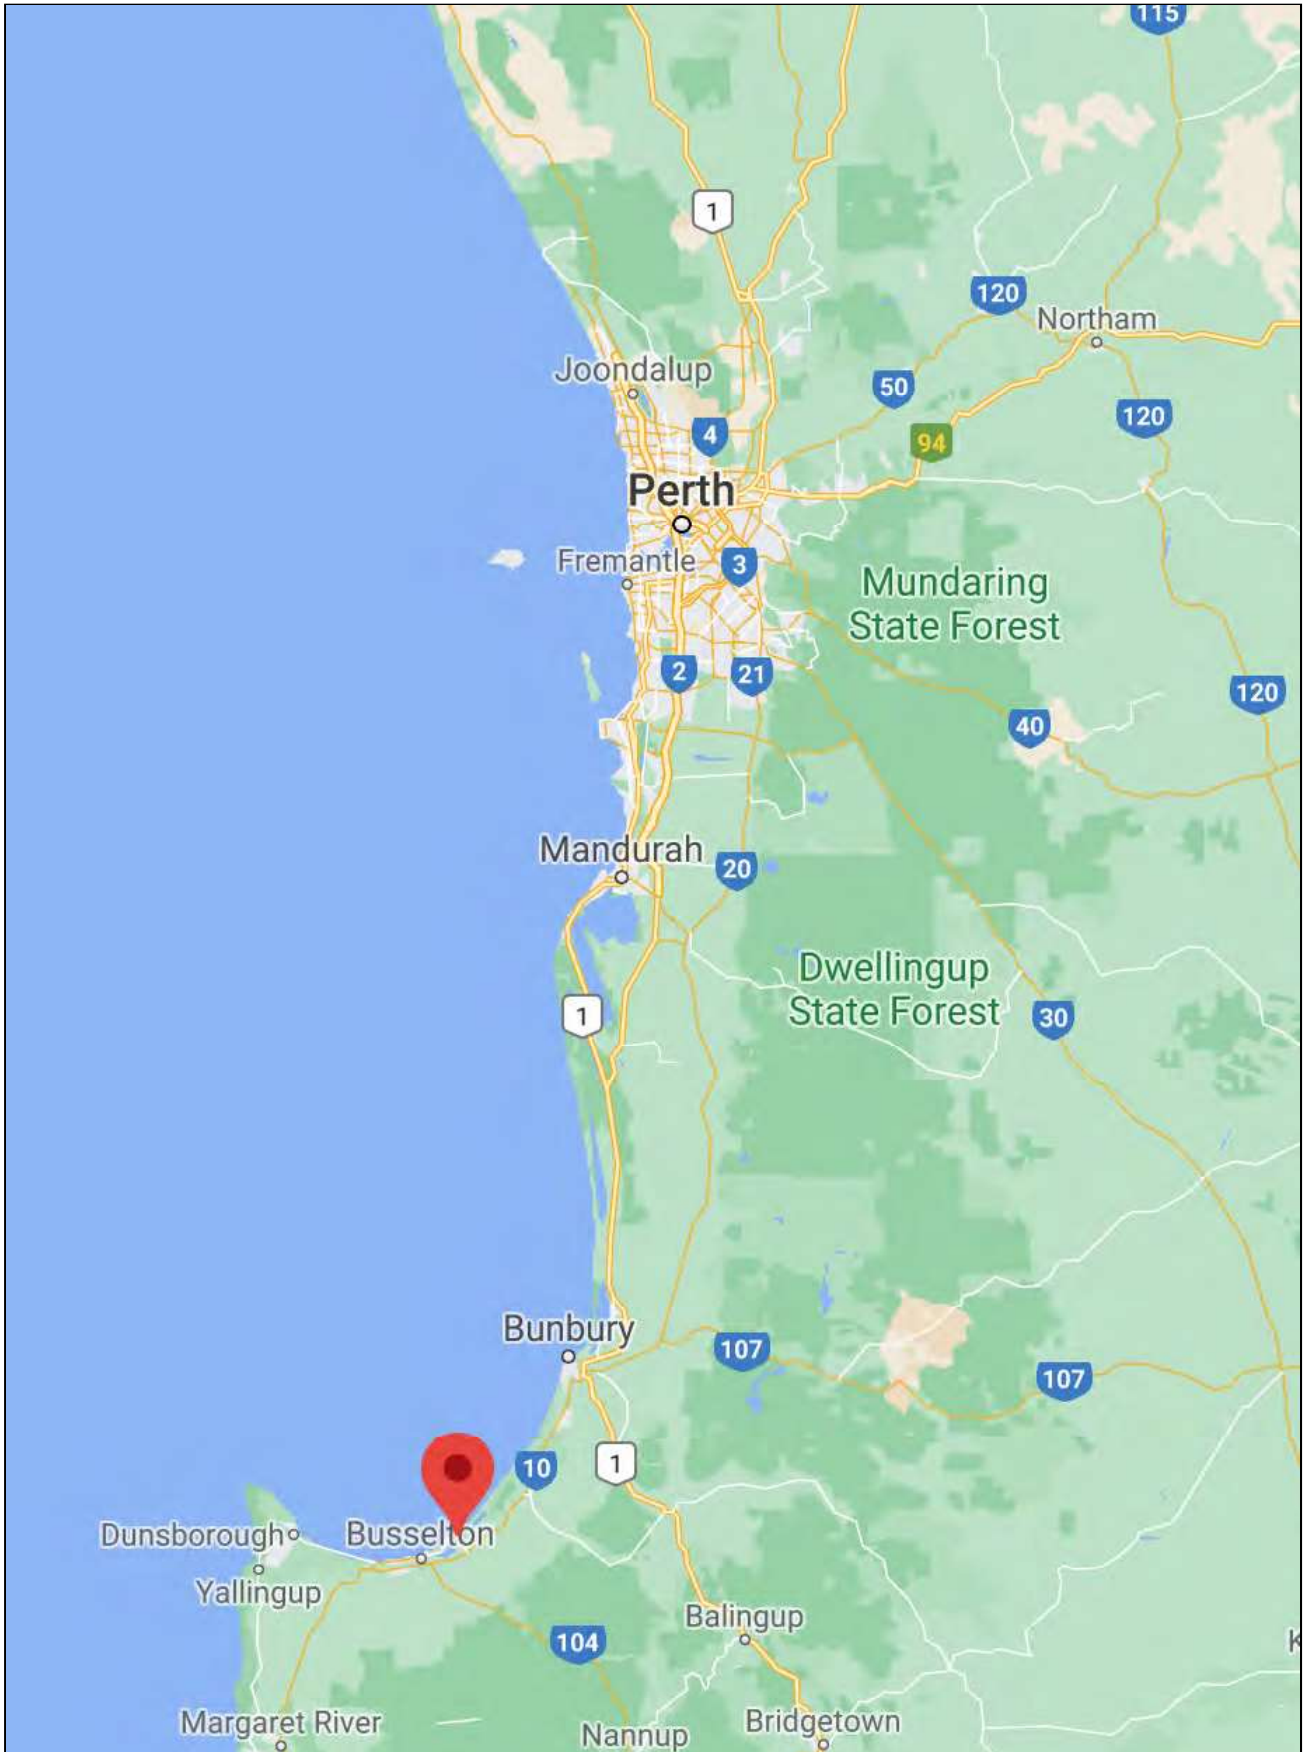 115
1
120
Northam
Joondalup
50
120
4
94
Perth
Fremantle
3
Mundaring
State Forest
2
21
120
40
Mandurah
20
Dwellingup
State Forest
1
30
Bunbury
107
107
10
1
Dunsborough
Busselton
Yallingup
Balingup
104
K
Margaret River
Nannup
Bridgetown